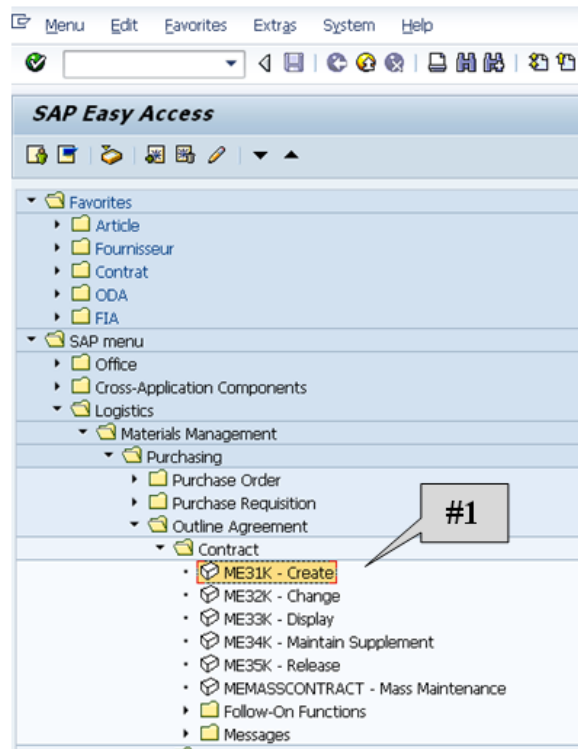 Menu Edit Favorites Extras System Help
SAP Easy Access
Favorites
Article
Fournisseur
Contrat
ODA
FIA
SAP menu
Office
Cross-Application Components
Logistics
Materials Management
Purchasing
Purchase Order
Purchase Requisition
#1
Outline Agreement
Contract
ME31K - Create
ME32K - Change
ME33K - Display
ME34K - Maintain Supplement
ME35K - Release
MEMASSCONTRACT - Mass Maintenance
Follow-On Functions
Messages